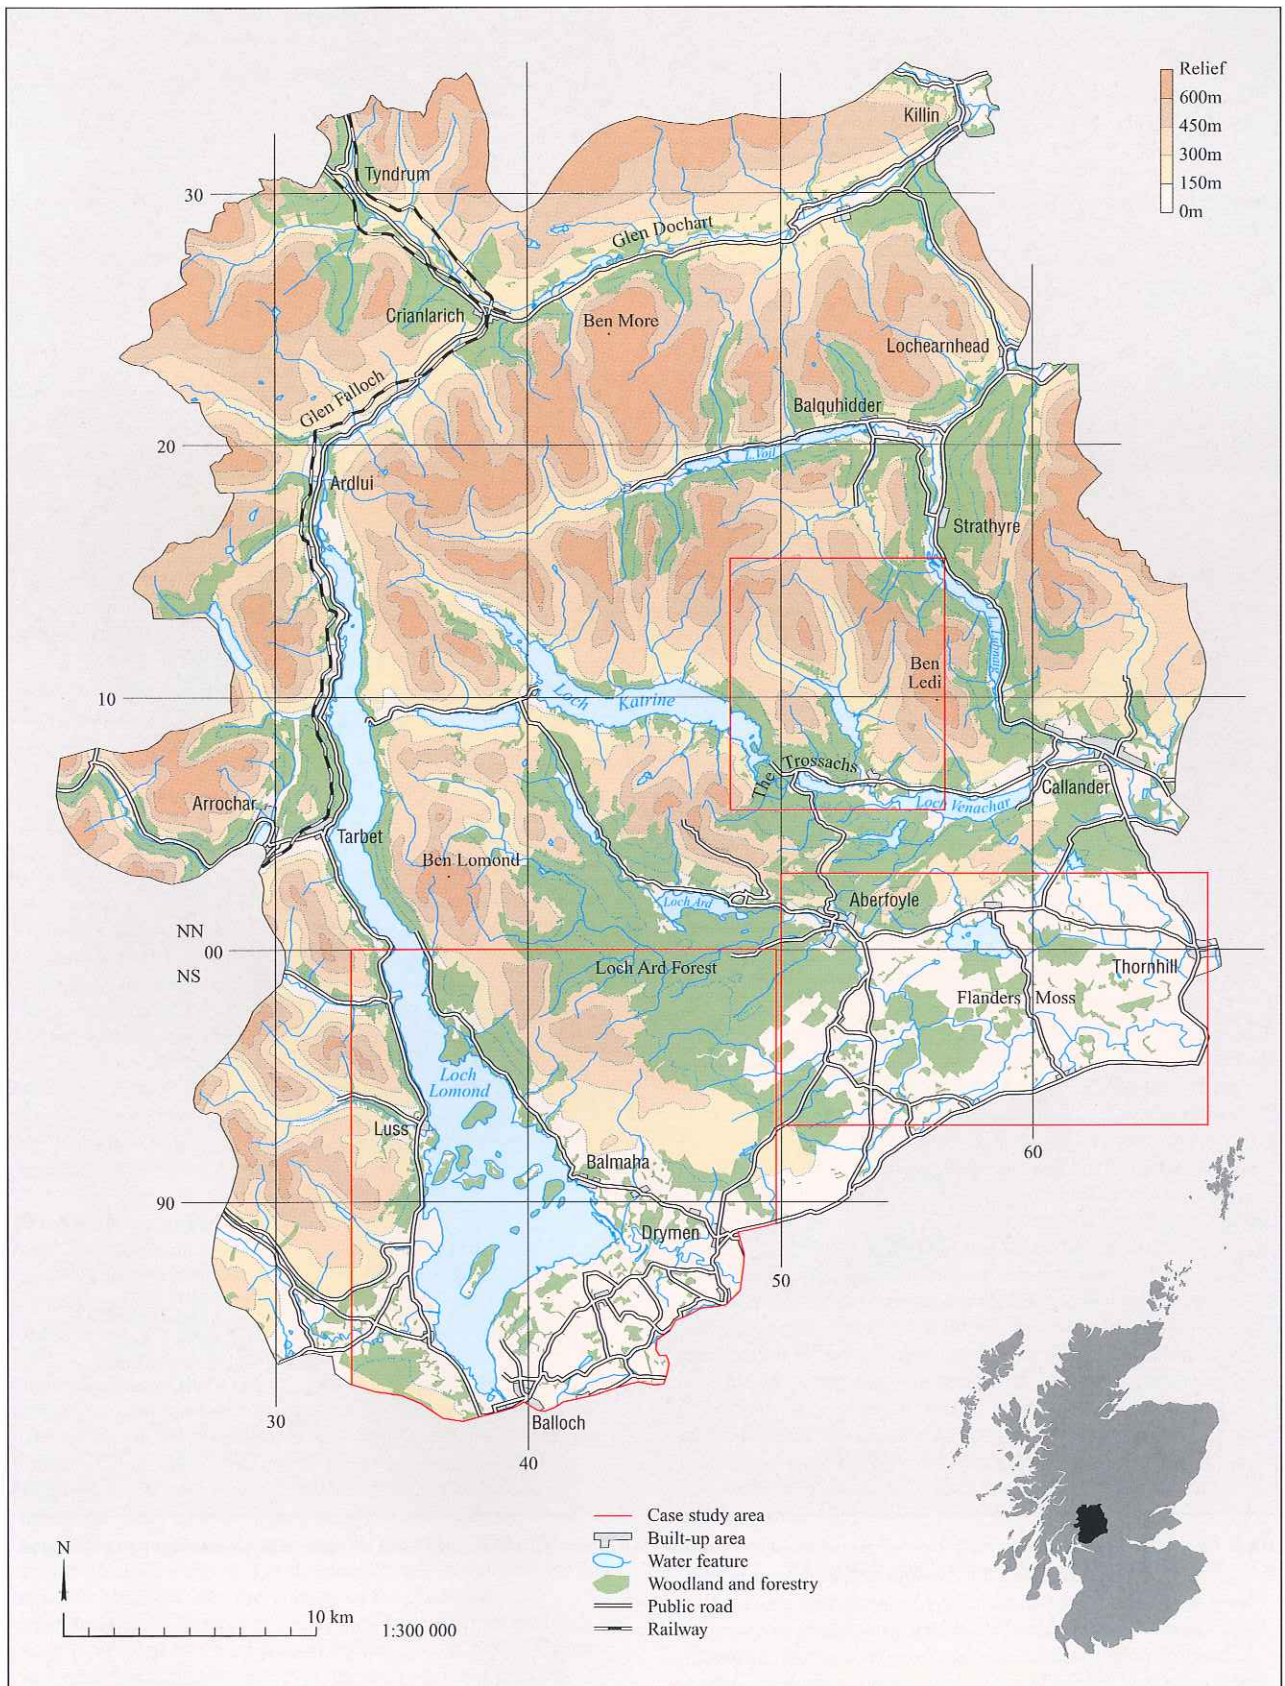 Relief
600m
450m
300m
150m
0m
Killin
Tyndrum
30
Glen Dochart
Crianlarich
Ben More
Lochearnhead
Glen Falloch
Balquhidder
20
L. Voil
Ardlui
Strathyre
L. Lubnaig
Ben
Ledi
10
Loch Katrine
The Trossachs
Loch Venachar
Callander
Arrochar
Tarbet
Ben Lomond
Loch Ard
Aberfoyle
NN
00
NS
Loch Ard Forest
Thornhill
Flanders Moss
Loch
Lomond
Luss
Balmaha
60
90
Drymen
50
30
Balloch
40
N
10 km
1:300 000
Case study area
Built-up area
Water feature
Woodland and forestry
Public road
Railway